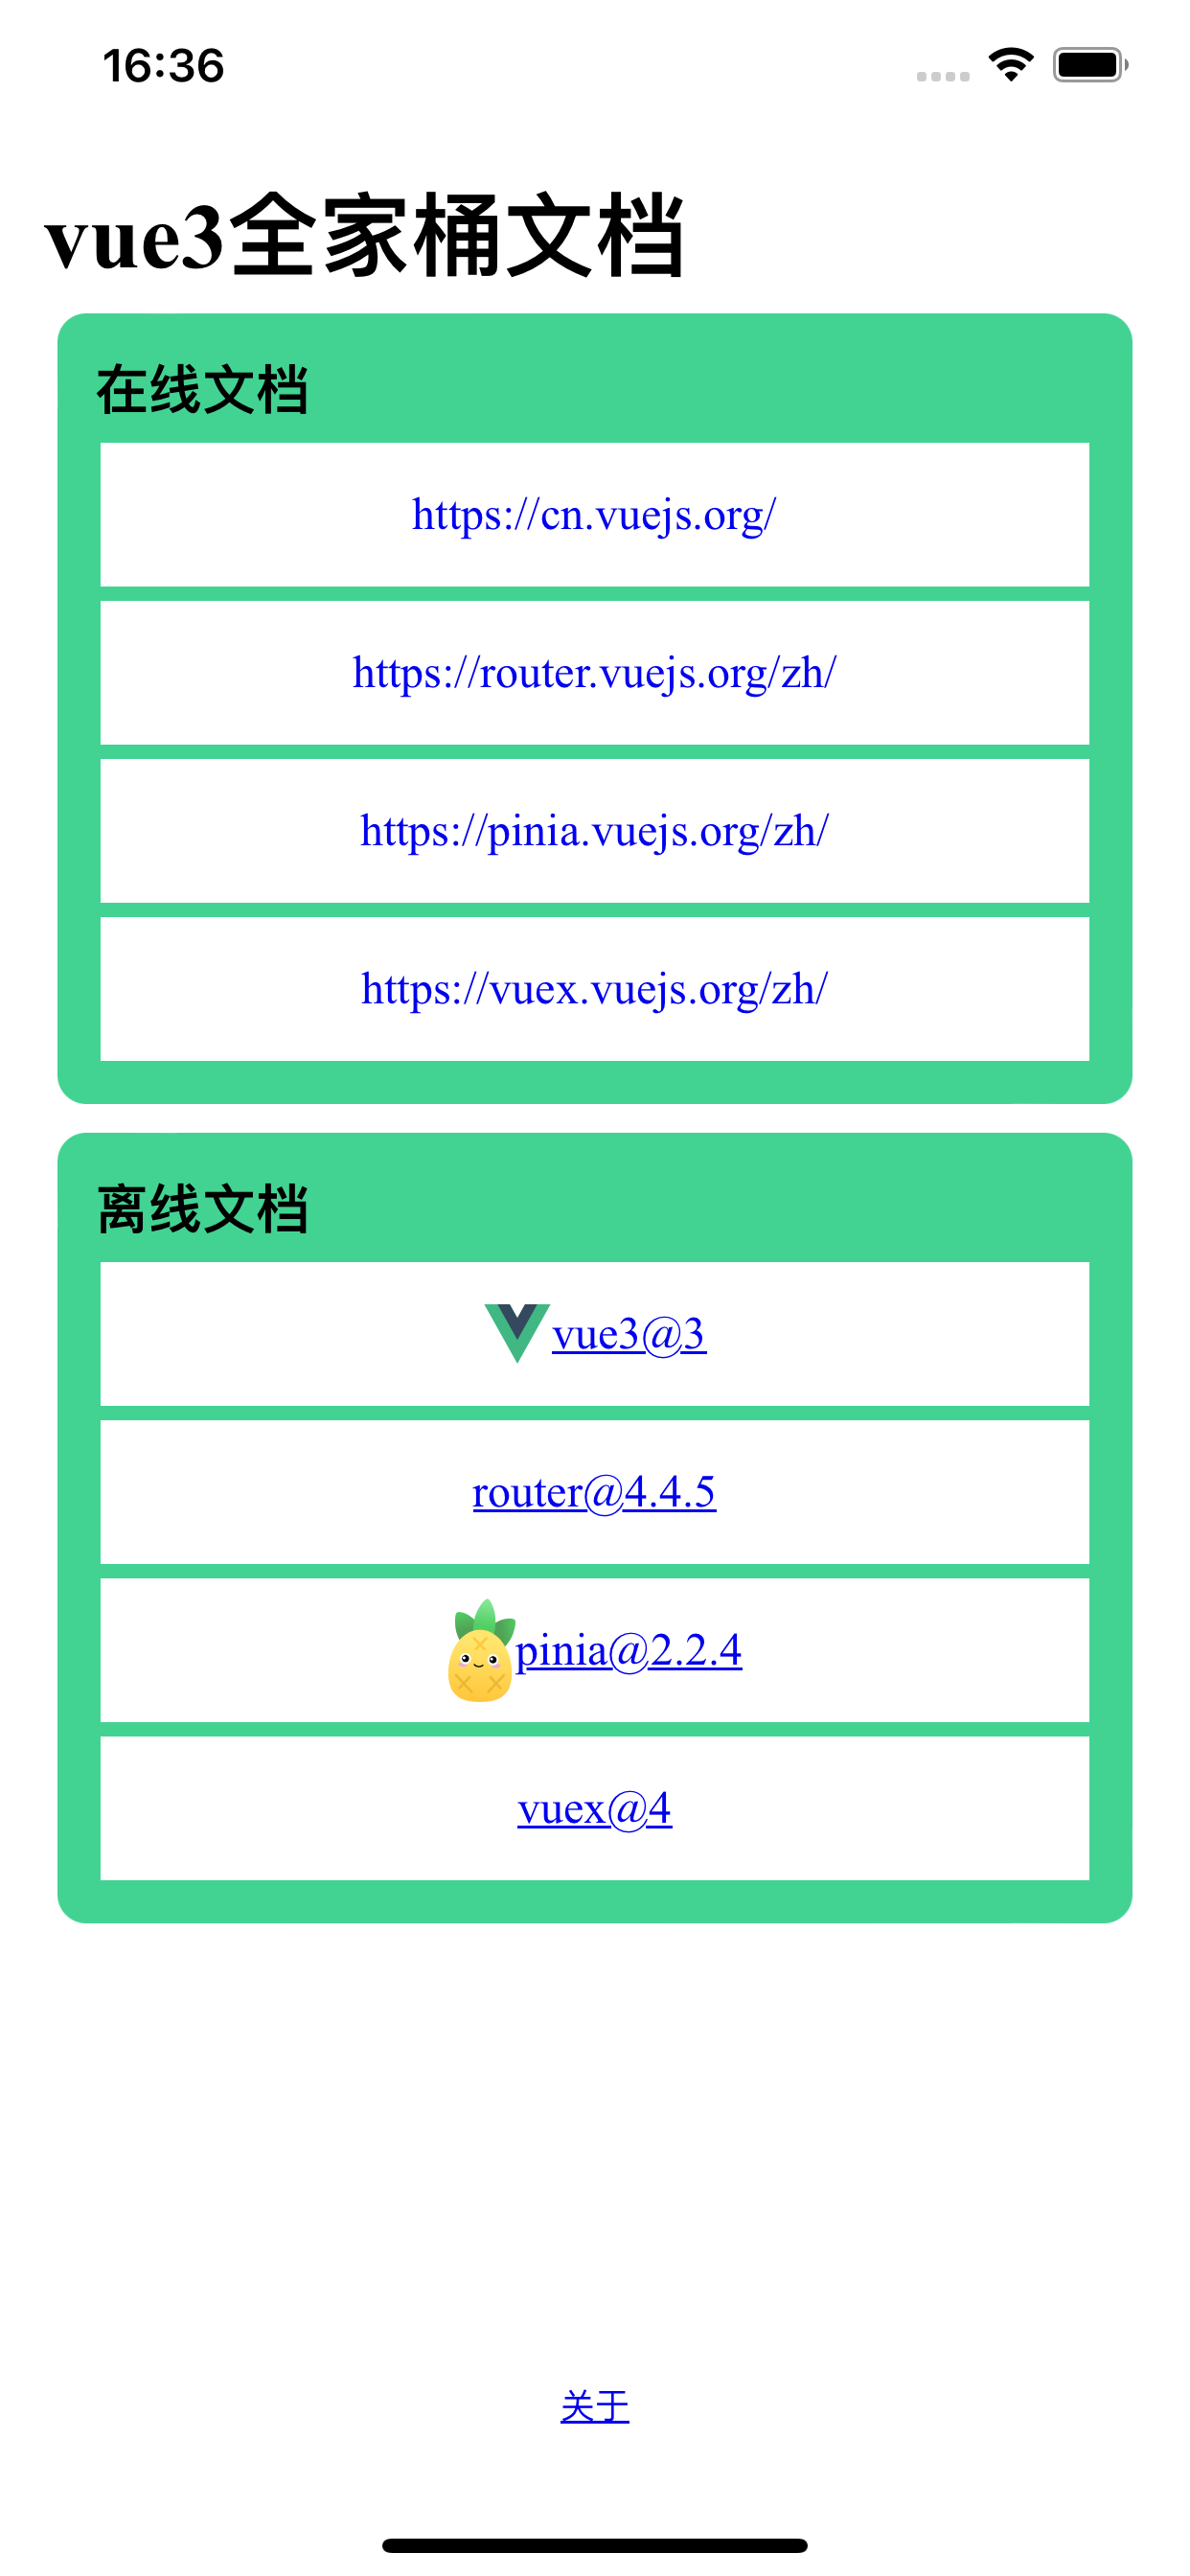 16:36
vue3全家桶文档
在线文档
https://cn.vuejs.org/
https://router.vuejs.org/zh/
https://pinia.vuejs.org/zh/
https://vuex.vuejs.org/zh/
离线文档
vue3@3
router@4.4.5
pinia@2.2.4
vuex@4
关于